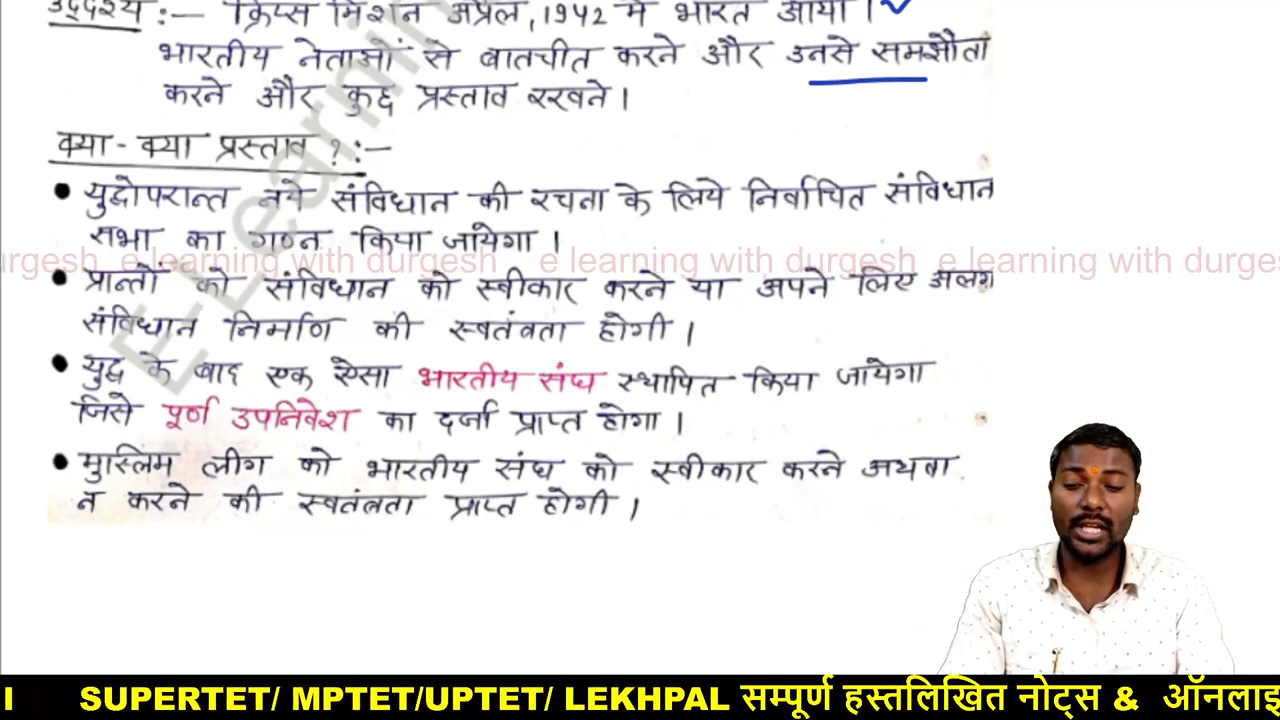 उद्देश्य :— क्रिप्स मिशन अप्रैल, 1942 में भारत आया ।
भारतीय नेताओं से बातचीत करने और उनसे समझौता
करने और कुछ प्रस्ताव रखने ।
क्या - क्या प्रस्ताव ? :—
• युद्धोपरान्त नये संविधान की रचना के लिये निर्वाचित संविधान
सभा का गठन किया जायेगा ।
urgesh e learning with durgesh e learning with durgesh e learning with durges
• प्रान्तों को संविधान को स्वीकार करने या अपने लिए अलग
संविधान निर्माण की स्वतंत्रता होगी ।
• युद्ध के बाद एक ऐसा भारतीय संघ स्थापित किया जायेगा
जिसे पूर्ण उपनिवेश का दर्जा प्राप्त होगा ।
• मुस्लिम लीग को भारतीय संघ को स्वीकार करने अथवा
न करने की स्वतंत्रता प्राप्त होगी ।
E-Learnin
। SUPERTET/ MPTET/UPTET/ LEKHPAL सम्पूर्ण हस्तलिखित नोट्स & ऑनलाइ